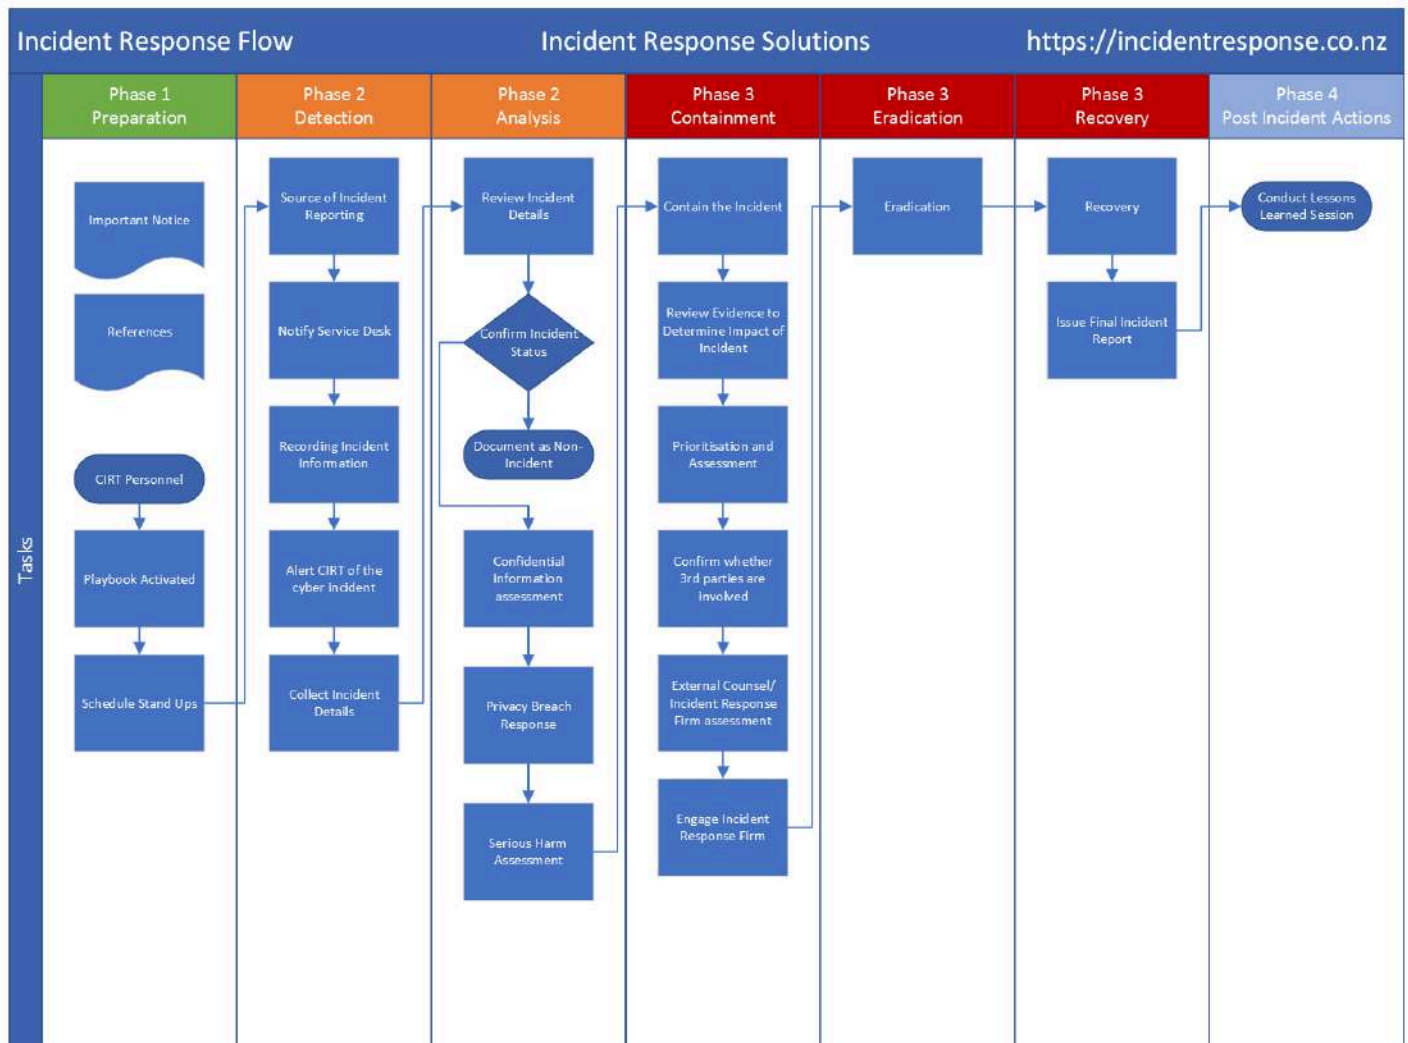 Incident Response Flow
Incident Response Solutions
https://incidentresponse.co.nz
Tasks
Phase 1
Preparation
Phase 2
Detection
Phase 2
Analysis
Phase 3
Containment
Phase 3
Eradication
Phase 3
Recovery
Phase 4
Post Incident Actions
Important Notice
References
CIRT Personnel
Playbook Activated
Schedule Stand Ups
Source of Incident
Reporting
Notify Service Desk
Recording Incident
Information
Alert CIRT of the
cyber incident
Collect Incident
Details
Review Incident
Details
Confirm Incident
Status
Document as Non-
Incident
Confidential
Information
assessment
Privacy Breach
Response
Serious Harm
Assessment
Contain the Incident
Review Evidence to
Determine Impact of
Incident
Prioritisation and
Assessment
Confirm whether
3rd parties are
involved
External Counsel/
Incident Response
Firm assessment
Engage Incident
Response Firm
Eradication
Recovery
Issue Final Incident
Report
Conduct Lessons
Learned Session